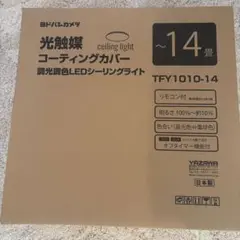 ヨドバシカメラ
光触媒
ceiling light
コーティングカバー
調光調色LEDシーリングライト
~14畳
TFY1010-14
リモコン付
明るさ100%~約10%
色合い(昼光色⇔電球色)
オフタイマー機能付
YAZAWA
日本製